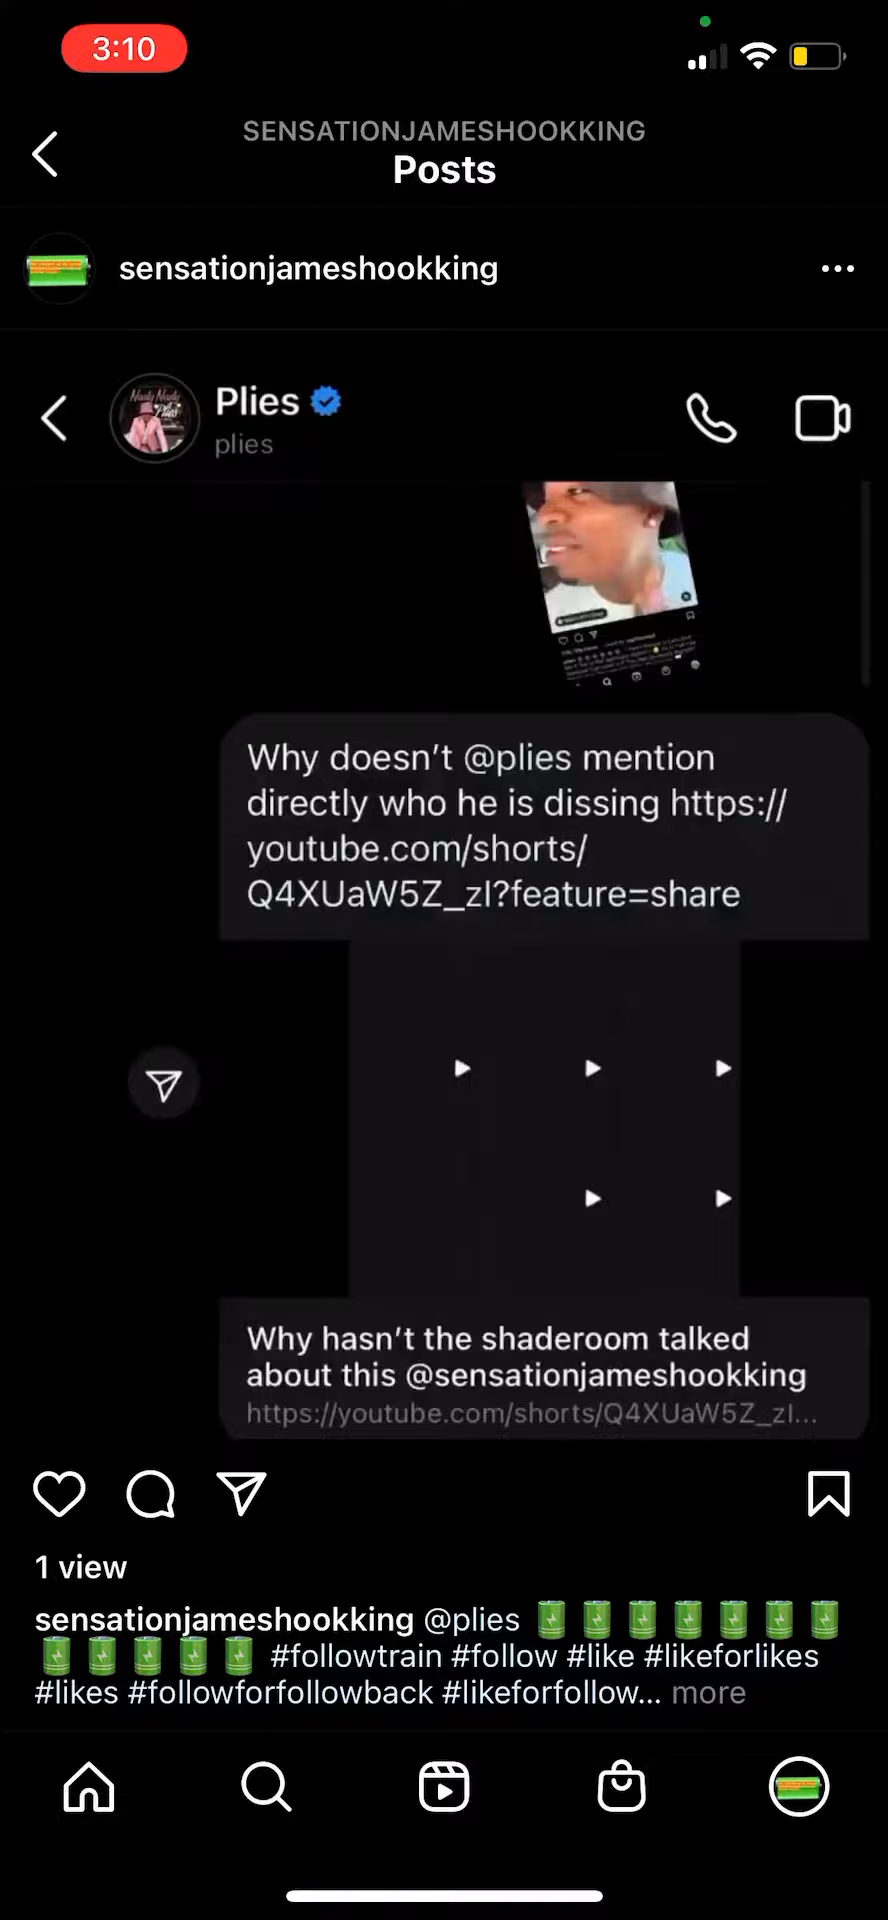 3:10
SENSATIONJAMESHOOKKING
Posts
sensationjameshookking
Plies
plies
Why doesn't @plies mention
directly who he is dissing https://
youtube.com/shorts/
Q4XUaW5Z_zI?feature=share
Why hasn't the shaderoom talked
about this @sensationjameshookking
https://youtube.com/shorts/Q4XUaW5Z_zI...
1 view
sensationjameshookking @plies
#followtrain #follow #like #likeforlikes
#likes #followforfollowback #likeforfollow... more